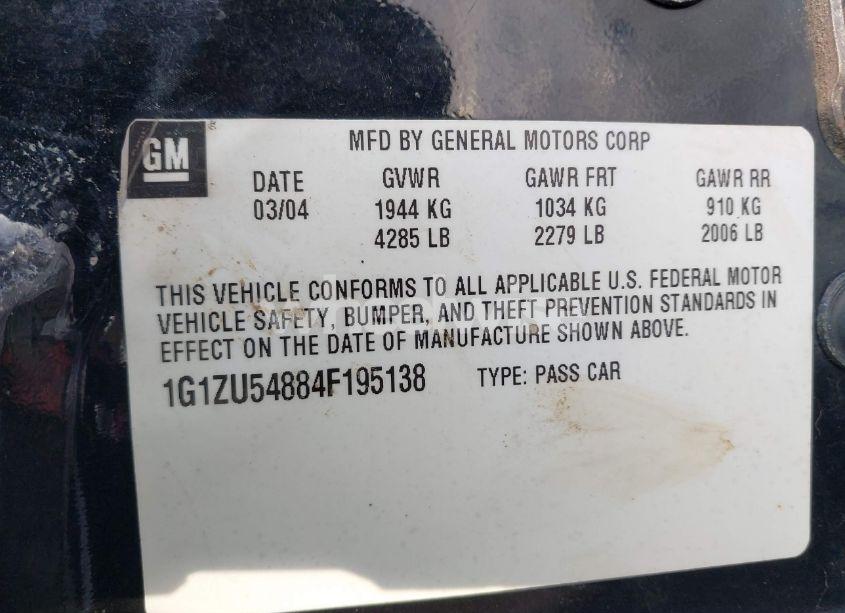 GM
MFD BY GENERAL MOTORS CORP
DATE GVWR GAWR FRT GAWR RR
03/04 1944 KG 1034 KG 910 KG
4285 LB 2279 LB 2006 LB
THIS VEHICLE CONFORMS TO ALL APPLICABLE U.S. FEDERAL MOTOR
VEHICLE SAFETY, BUMPER, AND THEFT PREVENTION STANDARDS IN
EFFECT ON THE DATE OF MANUFACTURE SHOWN ABOVE.
1G1ZU54884F195138 TYPE: PASS CAR